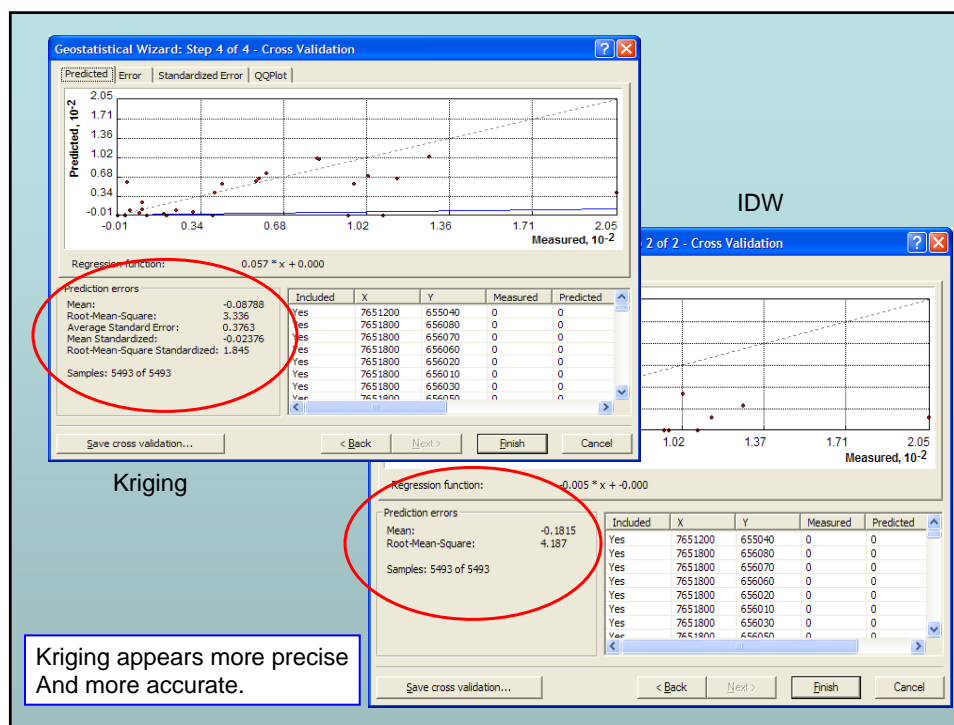 Geostatistical Wizard: Step 4 of 4 - Cross Validation
Predicted Error Standardized Error QQPlot
Predicted, 10-2
2.05
1.71
1.36
1.02
0.68
0.34
-0.01
-0.01 0.34 0.68 1.02 1.36 1.71 2.05
Measured, 10-2
Regression function: 0.057 * x + 0.000
Prediction errors
Mean: -0.08788
Root-Mean-Square: 3.336
Average Standard Error: 0.3763
Mean Standardized: -0.02376
Root-Mean-Square Standardized: 1.845
Samples: 5493 of 5493
Included X Y Measured Predicted
Yes 7651200 655040 0 0
Yes 7651800 656080 0 0
Yes 7651800 656070 0 0
Yes 7651800 656060 0 0
Yes 7651800 656020 0 0
Yes 7651800 656010 0 0
Yes 7651800 656030 0 0
Yes 7651800 656050 0 0
Save cross validation... < Back Next > Finish Cancel
Kriging
IDW
2 of 2 - Cross Validation
1.02 1.37 1.71 2.05
Measured, 10-2
Regression function: -0.005 * x + -0.000
Prediction errors
Mean: -0.1815
Root-Mean-Square: 4.187
Samples: 5493 of 5493
Included X Y Measured Predicted
Yes 7651200 655040 0 0
Yes 7651800 656080 0 0
Yes 7651800 656070 0 0
Yes 7651800 656060 0 0
Yes 7651800 656020 0 0
Yes 7651800 656010 0 0
Yes 7651800 656030 0 0
Yes 7651800 656050 0 0
Save cross validation... < Back Next > Finish Cancel
Kriging appears more precise
And more accurate.